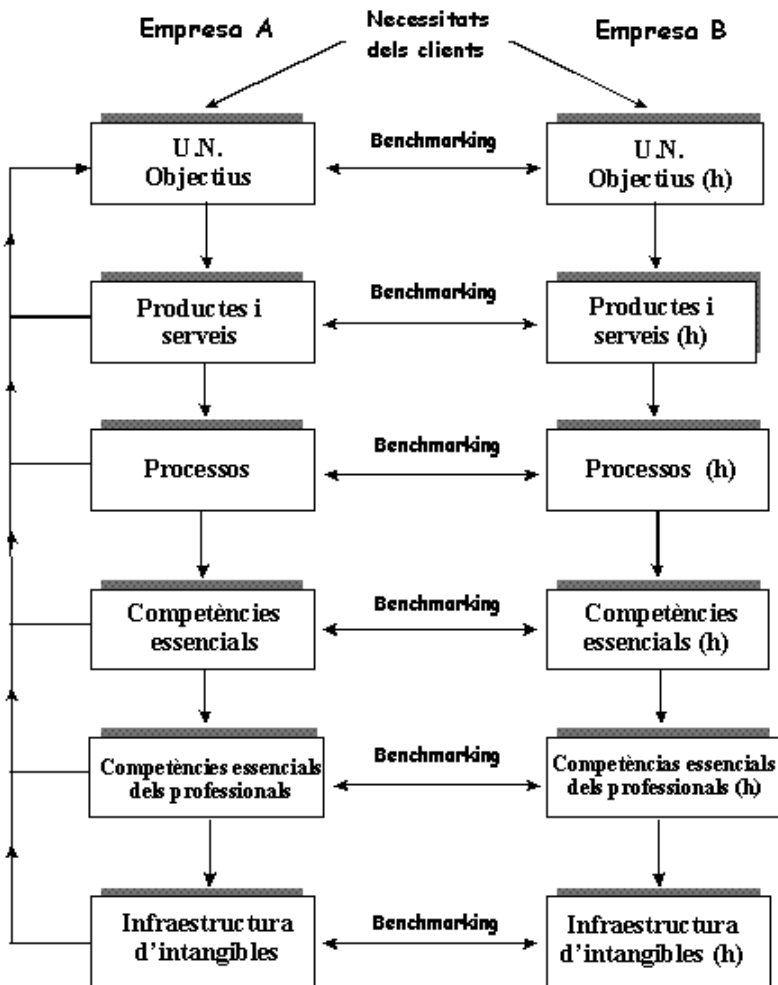 Empresa A
Necessitats
dels clients
Empresa B
U.N.
Objectius
Benchmarking
U.N.
Objectius (h)
Productes i
serveis
Benchmarking
Productes i
serveis (h)
Processos
Benchmarking
Processos (h)
Competències
essencials
Benchmarking
Competències
essencials (h)
Competències essencials
dels professionals
Benchmarking
Competèncias essencials
dels professionals (h)
Infraestructura
d'intangibles
Benchmarking
Infraestructura
d'intangibles (h)